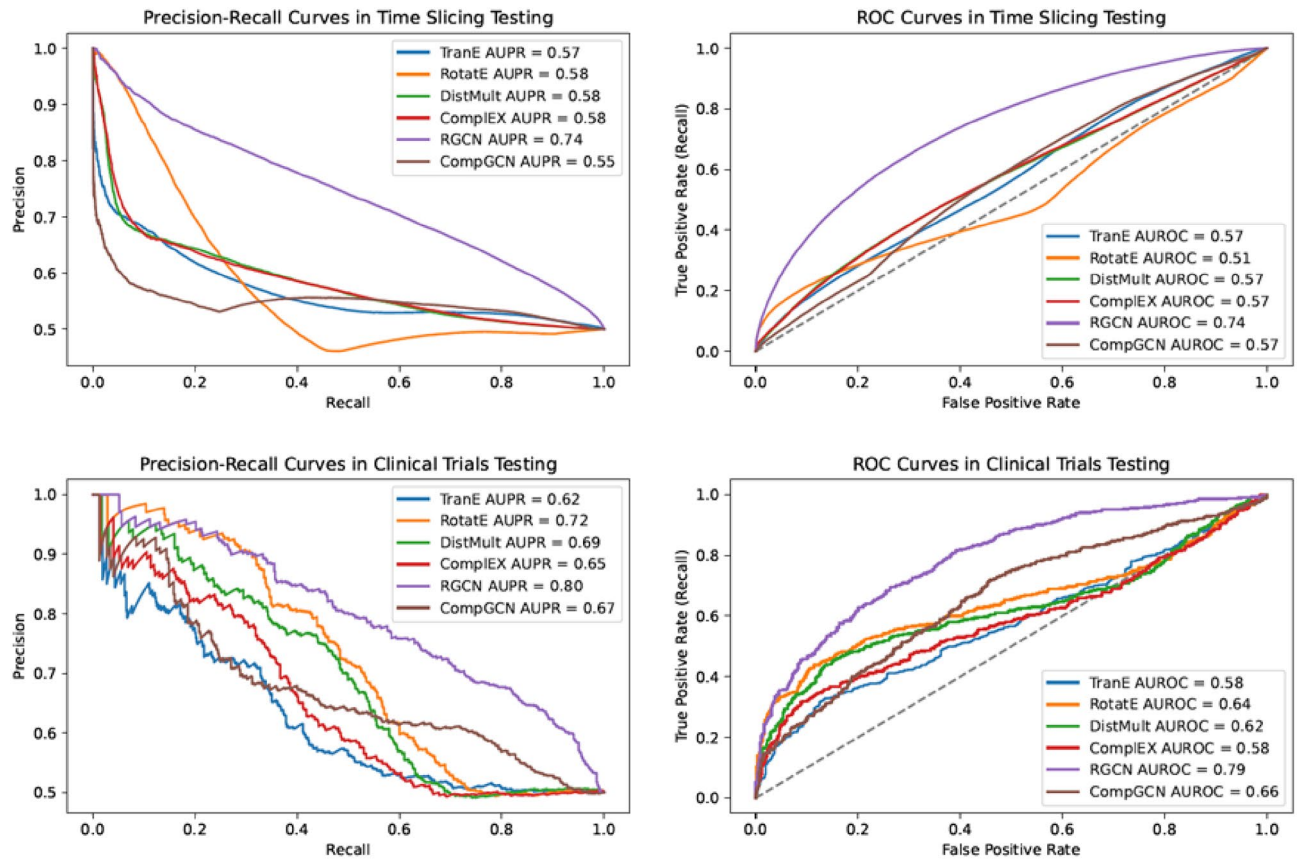 Precision-Recall Curves in Time Slicing Testing
1.0
0.9
0.8
0.7
0.6
0.5
Precision
TranE AUPR = 0.57
RotatE AUPR = 0.58
DistMult AUPR = 0.58
ComplEX AUPR = 0.58
RGCN AUPR = 0.74
CompGCN AUPR = 0.55
0.0 0.2 0.4 0.6 0.8 1.0
Recall
ROC Curves in Time Slicing Testing
1.0
0.8
0.6
0.4
0.2
0.0
True Positive Rate (Recall)
TranE AUROC = 0.57
RotatE AUROC = 0.51
DistMult AUROC = 0.57
ComplEX AUROC = 0.57
RGCN AUROC = 0.74
CompGCN AUROC = 0.57
0.0 0.2 0.4 0.6 0.8 1.0
False Positive Rate
Precision-Recall Curves in Clinical Trials Testing
1.0
0.9
0.8
0.7
0.6
0.5
Precision
TranE AUPR = 0.62
RotatE AUPR = 0.72
DistMult AUPR = 0.69
ComplEX AUPR = 0.65
RGCN AUPR = 0.80
CompGCN AUPR = 0.67
0.0 0.2 0.4 0.6 0.8 1.0
Recall
ROC Curves in Clinical Trials Testing
1.0
0.8
0.6
0.4
0.2
0.0
True Positive Rate (Recall)
TranE AUROC = 0.58
RotatE AUROC = 0.64
DistMult AUROC = 0.62
ComplEX AUROC = 0.58
RGCN AUROC = 0.79
CompGCN AUROC = 0.66
0.0 0.2 0.4 0.6 0.8 1.0
False Positive Rate